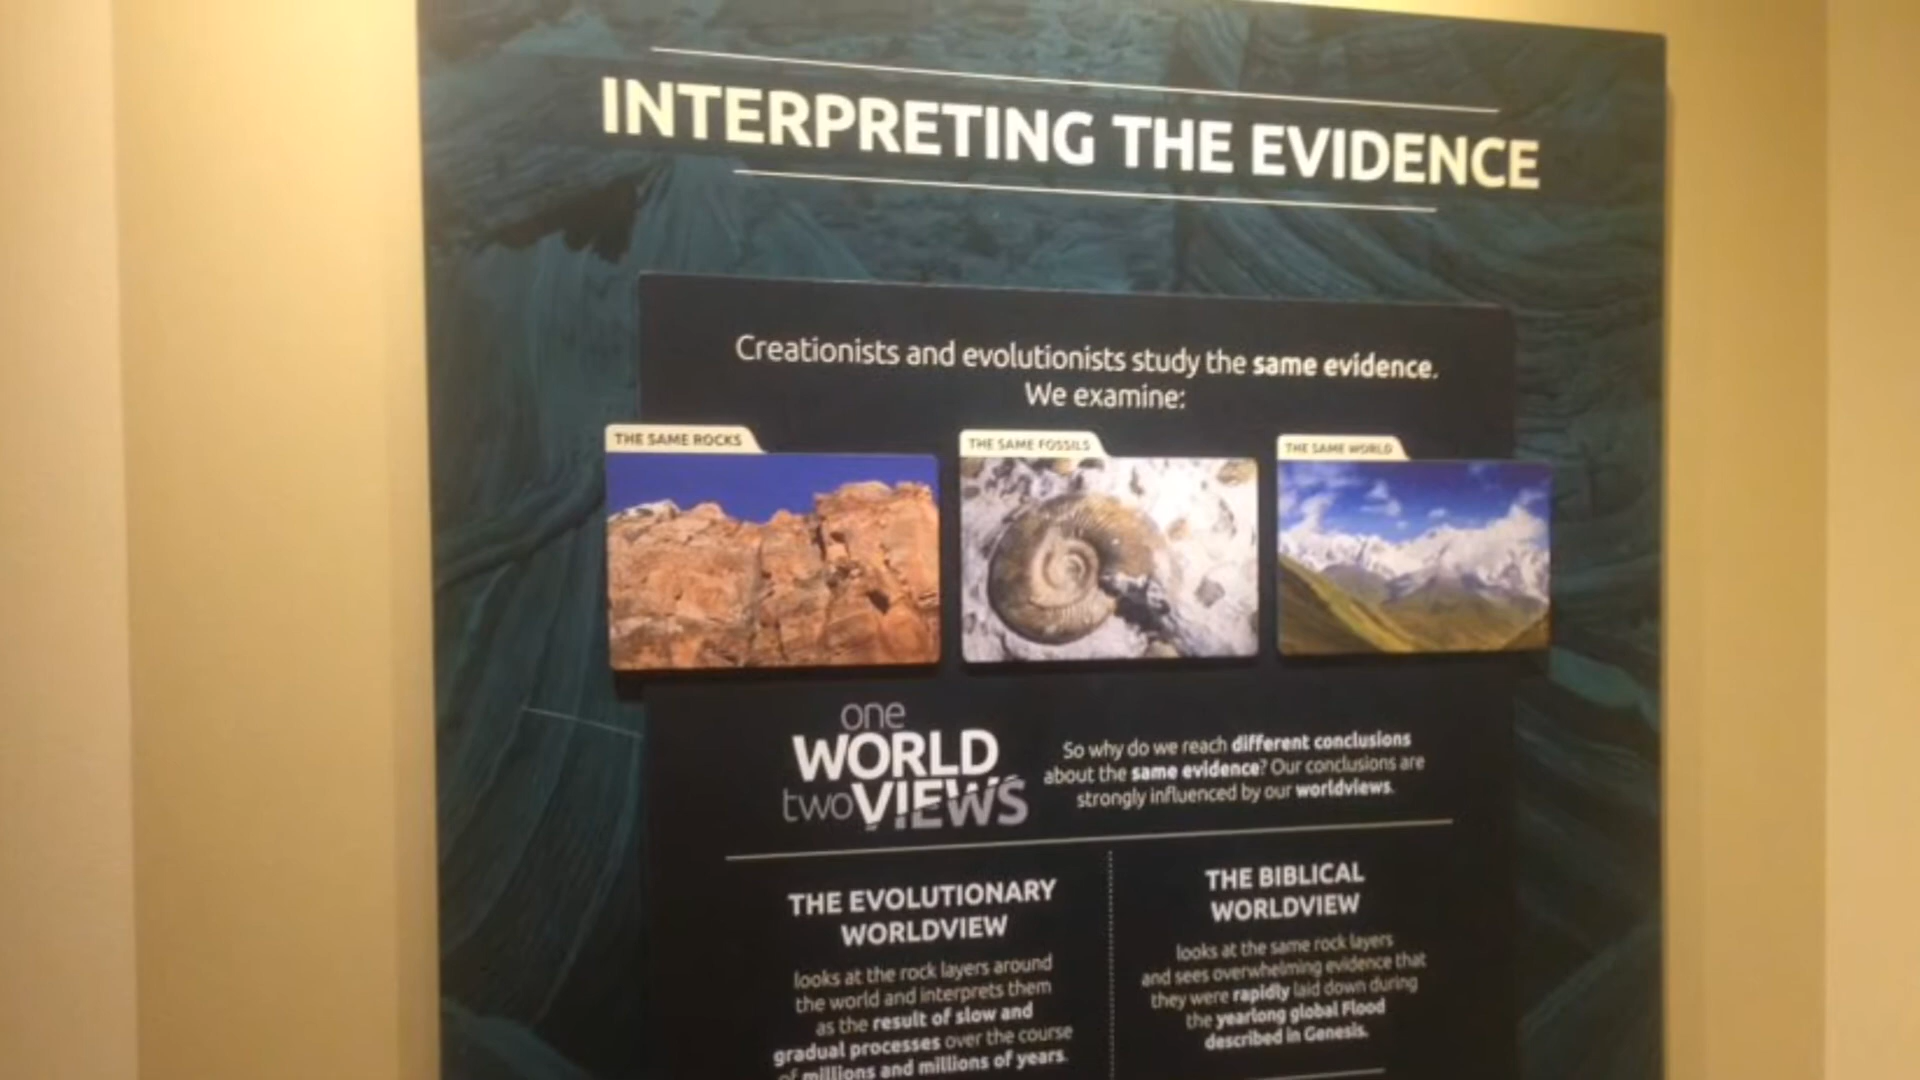 INTERPRETING THE EVIDENCE
Creationists and evolutionists study the same evidence.
We examine:
THE SAME ROCKS
THE SAME FOSSILS
THE SAME WORLD
one
WORLD
two VIEWS
So why do we reach different conclusions
about the same evidence? Our conclusions are
strongly influenced by our worldviews.
THE EVOLUTIONARY
WORLDVIEW
looks at the rock layers around
the world and interprets them
as the result of slow and
gradual processes over the course
of millions and millions of years.
THE BIBLICAL
WORLDVIEW
looks at the same rock layers
and sees overwhelming evidence that
they were rapidly laid down during
the yearlong global Flood
described in Genesis.